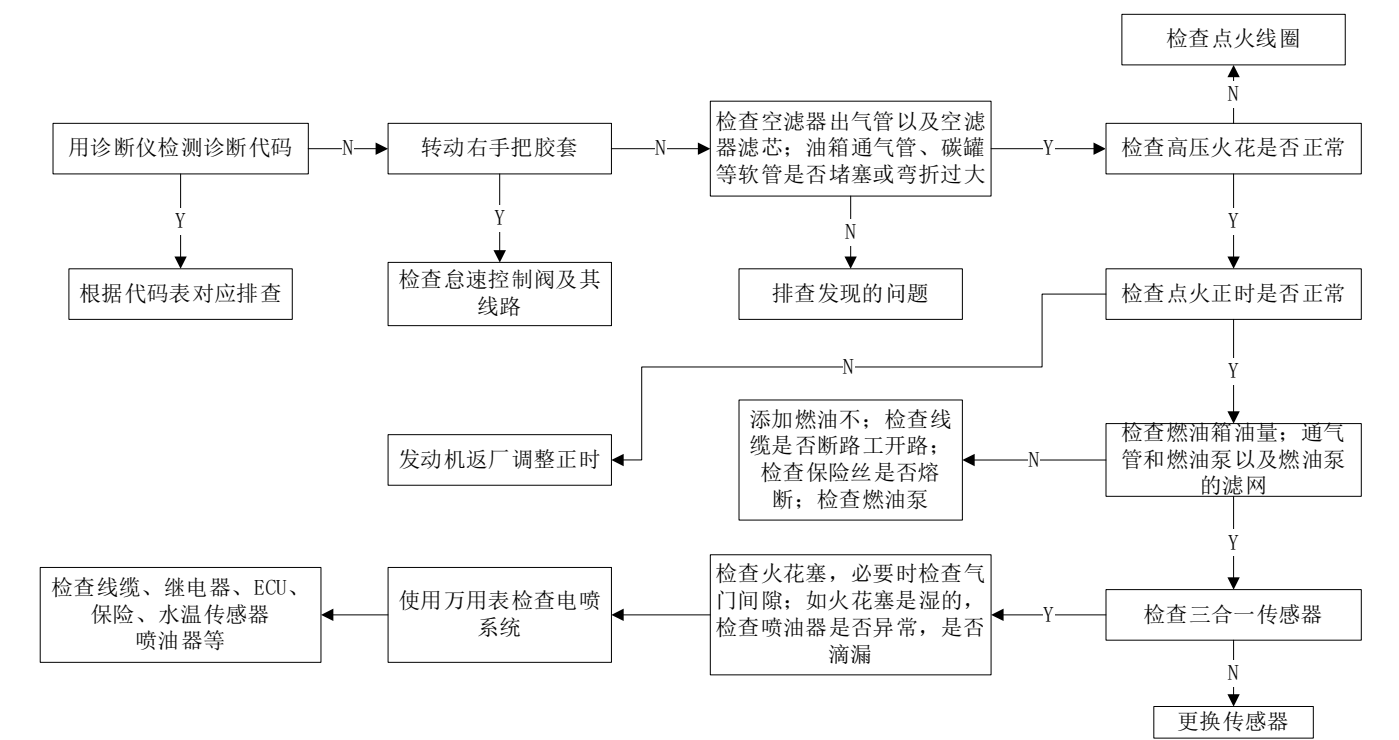 检查点火线圈
N
用诊断仪检测诊断代码
N
转动右手把胶套
N
检查空滤器出气管以及空滤
器滤芯；油箱通气管、碳罐
等软管是否堵塞或弯折过大
Y
检查高压火花是否正常
Y
Y
N
Y
根据代码表对应排查
检查怠速控制阀及其
线路
排查发现的问题
检查点火正时是否正常
N
Y
发动机返厂调整正时
添加燃油不；检查线
缆是否断路工开路；
检查保险丝是否熔
断；检查燃油泵
N
检查燃油箱油量；通气
管和燃油泵以及燃油泵
的滤网
Y
检查线缆、继电器、ECU、
保险、水温传感器
喷油器等
使用万用表检查电喷
系统
检查火花塞，必要时检查气
门间隙；如火花塞是湿的，
检查喷油器是否异常，是否
滴漏
Y
检查三合一传感器
N
更换传感器